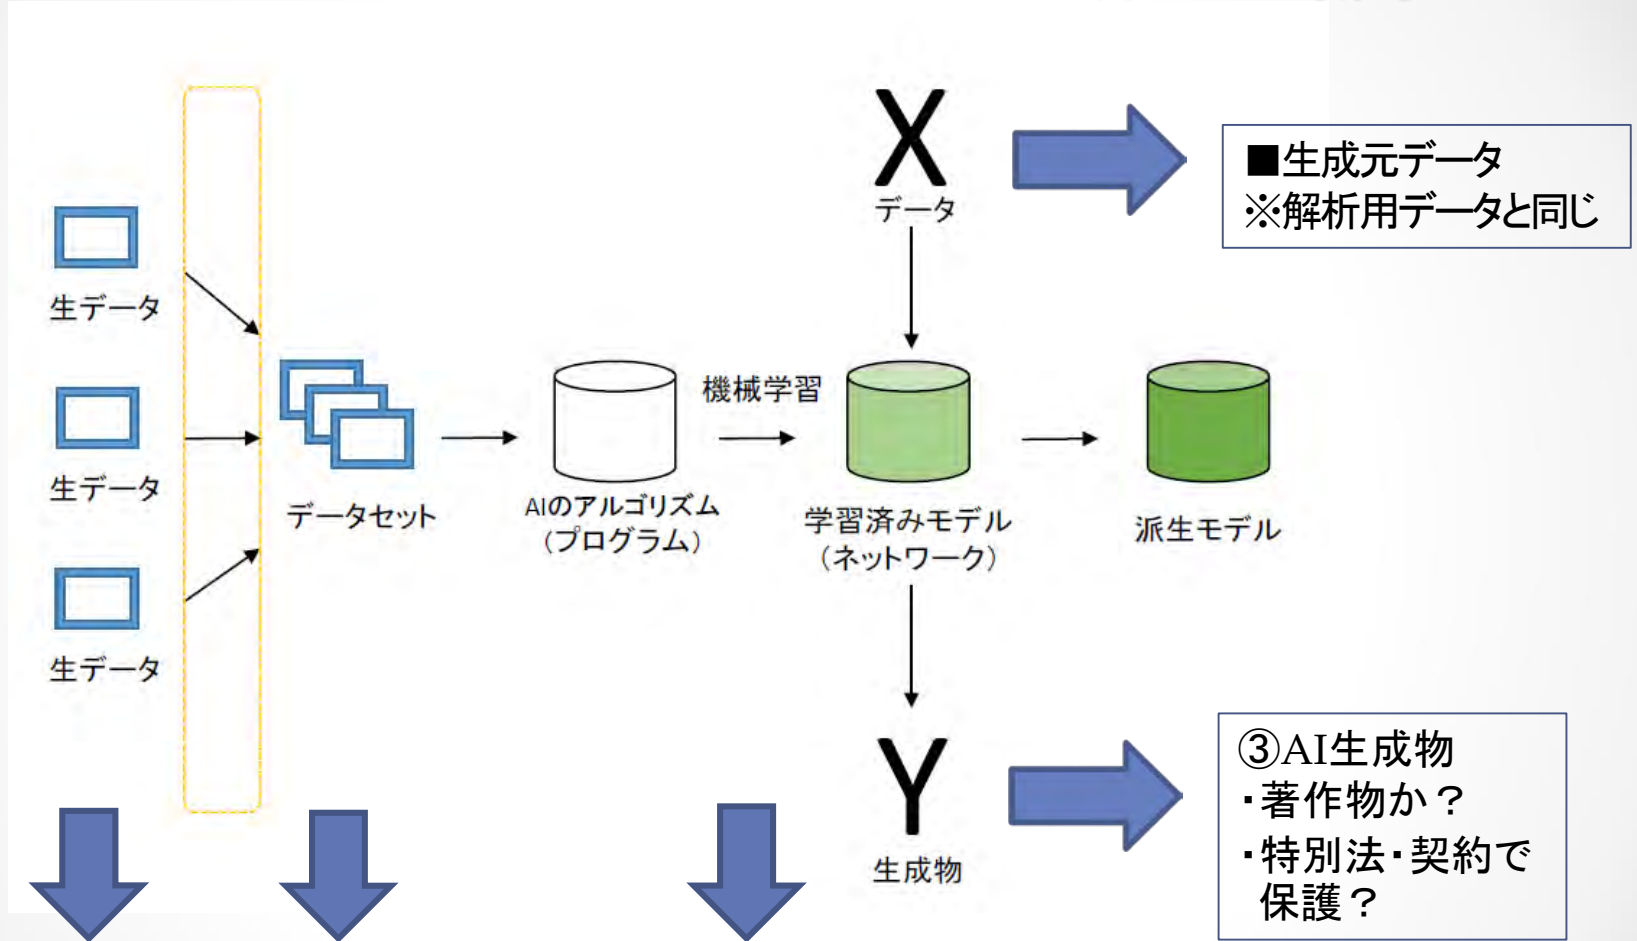 X
データ
■生成元データ
※解析用データと同じ
生データ
生データ
生データ
データセット
AIのアルゴリズム
(プログラム)
機械学習
学習済みモデル
(ネットワーク)
派生モデル
Y
生成物
③AI生成物
・著作物か？
・特別法・契約で
保護？